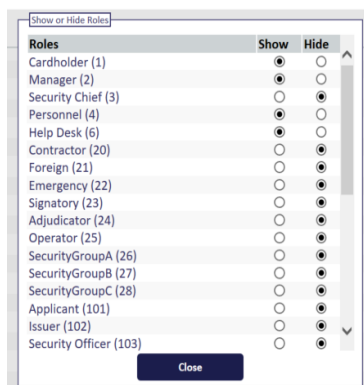 Show or Hide Roles
Roles Show Hide
Cardholder (1)
Manager (2)
Security Chief (3)
Personnel (4)
Help Desk (6)
Contractor (20)
Foreign (21)
Emergency (22)
Signatory (23)
Adjudicator (24)
Operator (25)
SecurityGroupA (26)
SecurityGroupB (27)
SecurityGroupC (28)
Applicant (101)
Issuer (102)
Security Officer (103)
Close